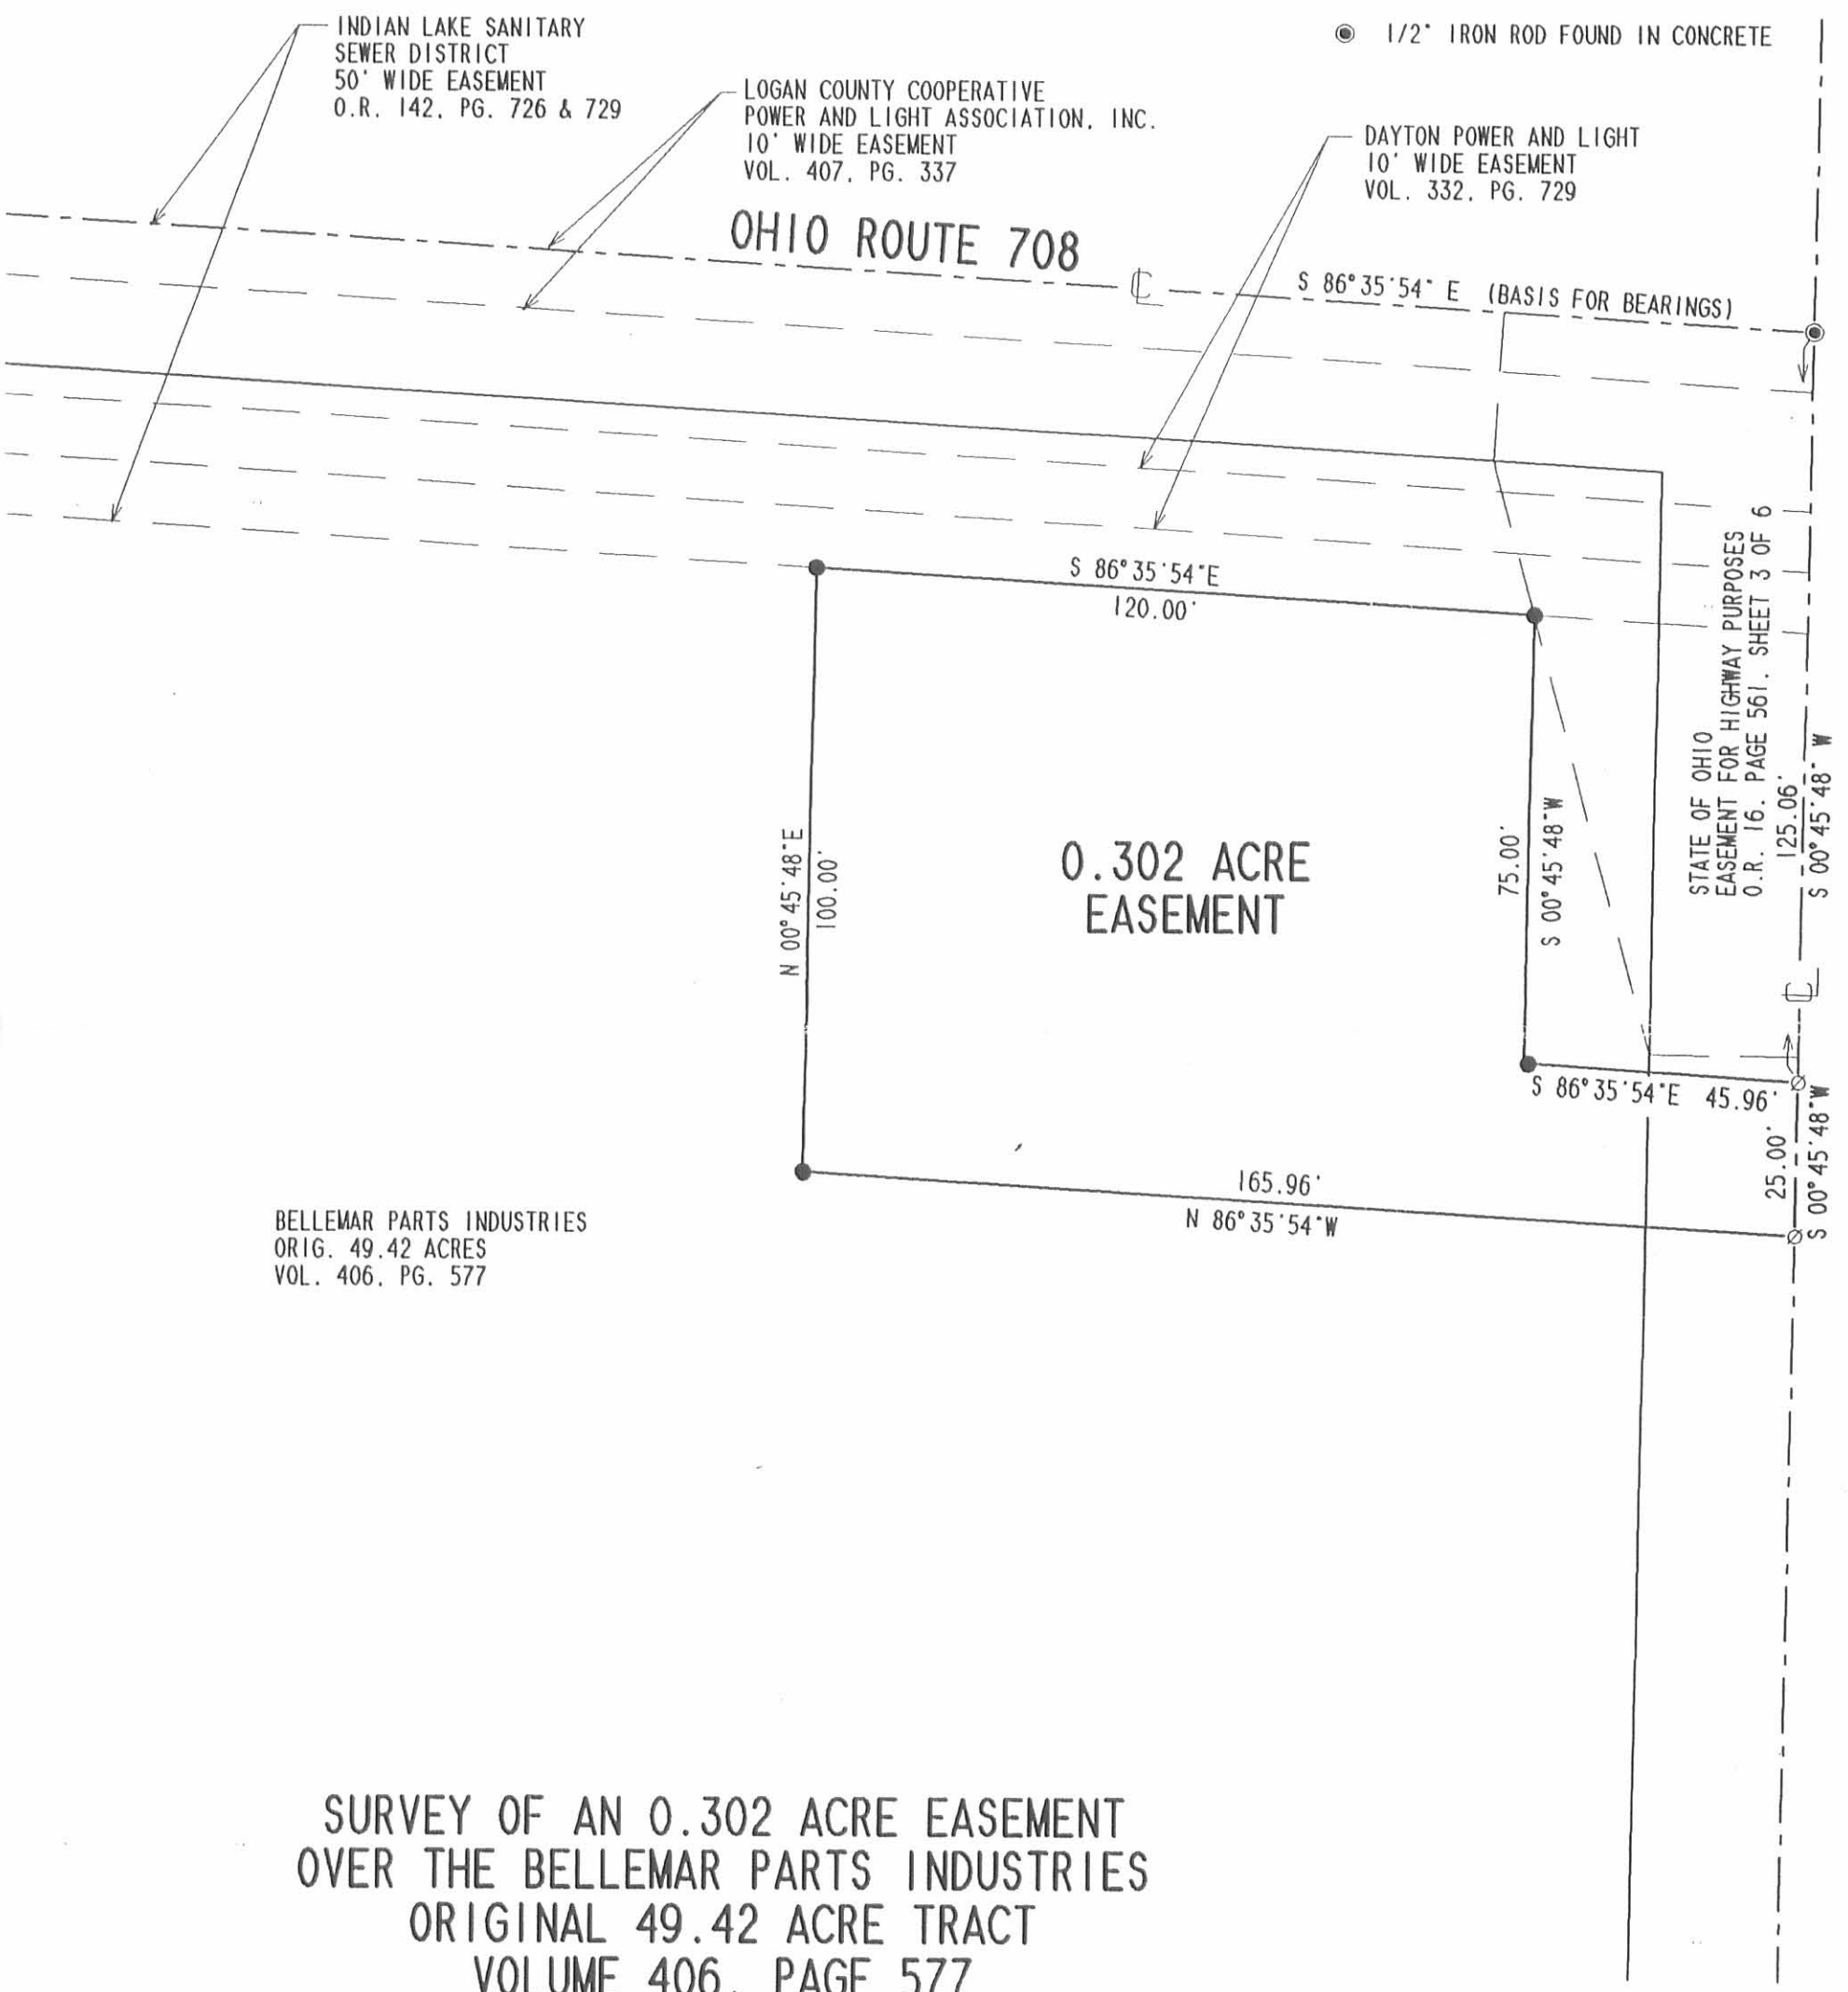 INDIAN LAKE SANITARY
SEWER DISTRICT
50' WIDE EASEMENT
O.R. 142, PG. 726 & 729
LOGAN COUNTY COOPERATIVE
POWER AND LIGHT ASSOCIATION, INC.
10' WIDE EASEMENT
VOL. 407, PG. 337
1/2" IRON ROD FOUND IN CONCRETE
DAYTON POWER AND LIGHT
10' WIDE EASEMENT
VOL. 332, PG. 729
OHIO ROUTE 708
℄
S 86°35'54" E (BASIS FOR BEARINGS)
S 86°35'54"E
120.00'
N 00°45'48"E
100.00'
0.302 ACRE
EASEMENT
75.00'
S 00°45'48"W
STATE OF OHIO
EASEMENT FOR HIGHWAY PURPOSES
O.R. 16, PAGE 561, SHEET 3 OF 6
125.06'
S 00°45'48" W
℄
S 86°35'54"E 45.96'
25.00'
S 00°45'48"W
165.96'
N 86°35'54"W
BELLEMAR PARTS INDUSTRIES
ORIG. 49.42 ACRES
VOL. 406, PG. 577
SURVEY OF AN 0.302 ACRE EASEMENT
OVER THE BELLEMAR PARTS INDUSTRIES
ORIGINAL 49.42 ACRE TRACT
VOLUME 406, PAGE 577